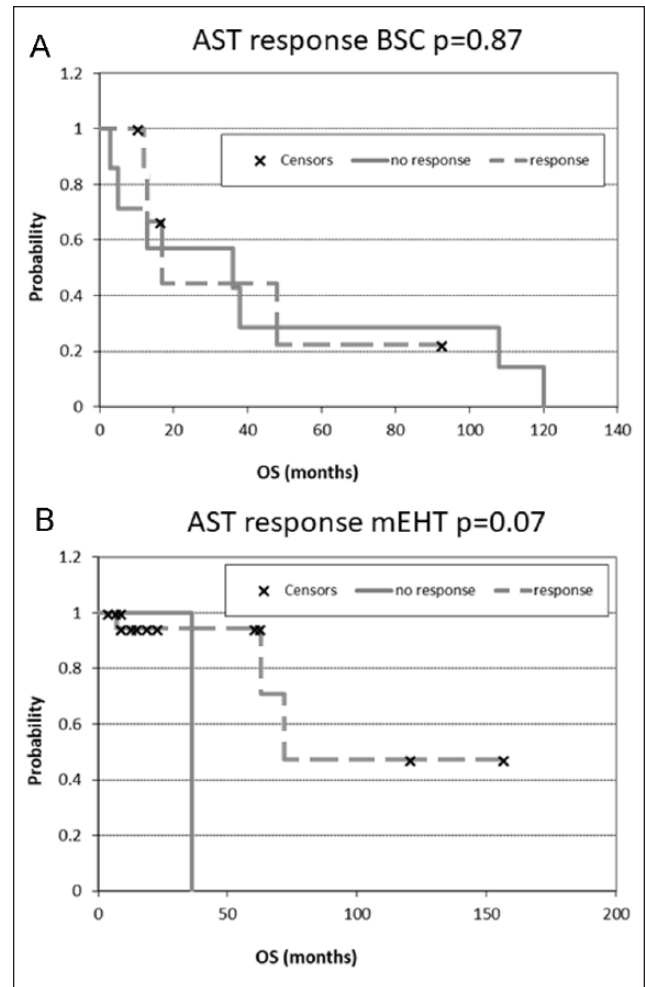 A
AST response BSC p=0.87
1.2
1
0.8
0.6
0.4
0.2
0
Probability
Censors no response response
0 20 40 60 80 100 120 140
OS (months)
B
AST response mEHT p=0.07
1.2
1
0.8
0.6
0.4
0.2
0
Probability
Censors no response response
0 50 100 150 200
OS (months)